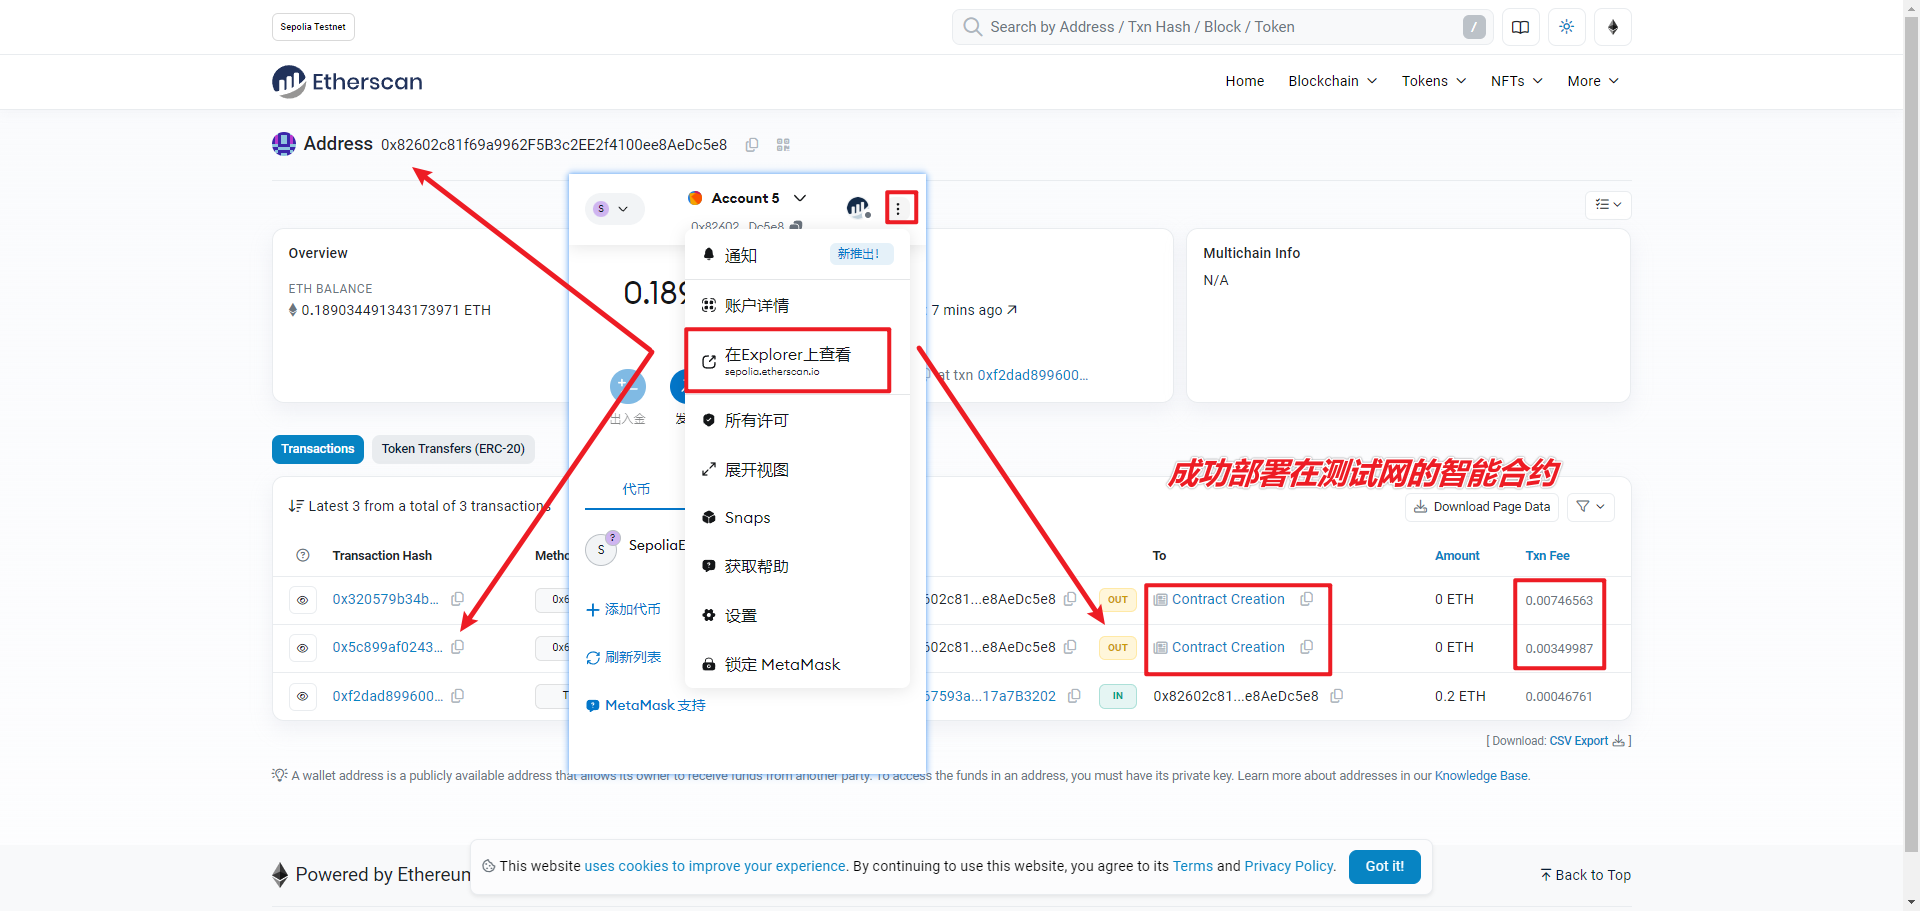 Sepolia Testnet
Search by Address / Txn Hash / Block / Token
/
Etherscan
Home
Blockchain
Tokens
NFTs
More
Address 0x82602c81f69a9962F5B3c2EE2f4100ee8AeDc5e8
S
Account 5
0x82602...Dc5e8
Overview
ETH BALANCE
0.189034491343173971 ETH
0.189
通知
新推出!
账户详情
在Explorer上查看
sepolia.etherscan.io
所有许可
展开视图
Snaps
获取帮助
设置
锁定 MetaMask
出入金
发
代币
S
?
SepoliaE
添加代币
刷新列表
MetaMask 支持
7 mins ago
at txn 0xf2dad899600...
Multichain Info
N/A
Transactions
Token Transfers (ERC-20)
成功部署在测试网的智能合约
Latest 3 from a total of 3 transactions
Download Page Data
Transaction Hash
Metho
To
Amount
Txn Fee
0x320579b34b...
0x6
602c81...e8AeDc5e8
OUT
Contract Creation
0 ETH
0.00746563
0x5c899af0243...
0x6
602c81...e8AeDc5e8
OUT
Contract Creation
0 ETH
0.00349987
0xf2dad899600...
T
67593a...17a7B3202
IN
0x82602c81...e8AeDc5e8
0.2 ETH
0.00046761
[ Download: CSV Export ]
A wallet address is a publicly available address that allows its owner to receive funds from another party. To access the funds in an address, you must have its private key. Learn more about addresses in our Knowledge Base.
Powered by Ethereum
This website uses cookies to improve your experience. By continuing to use this website, you agree to its Terms and Privacy Policy.
Got it!
Back to Top